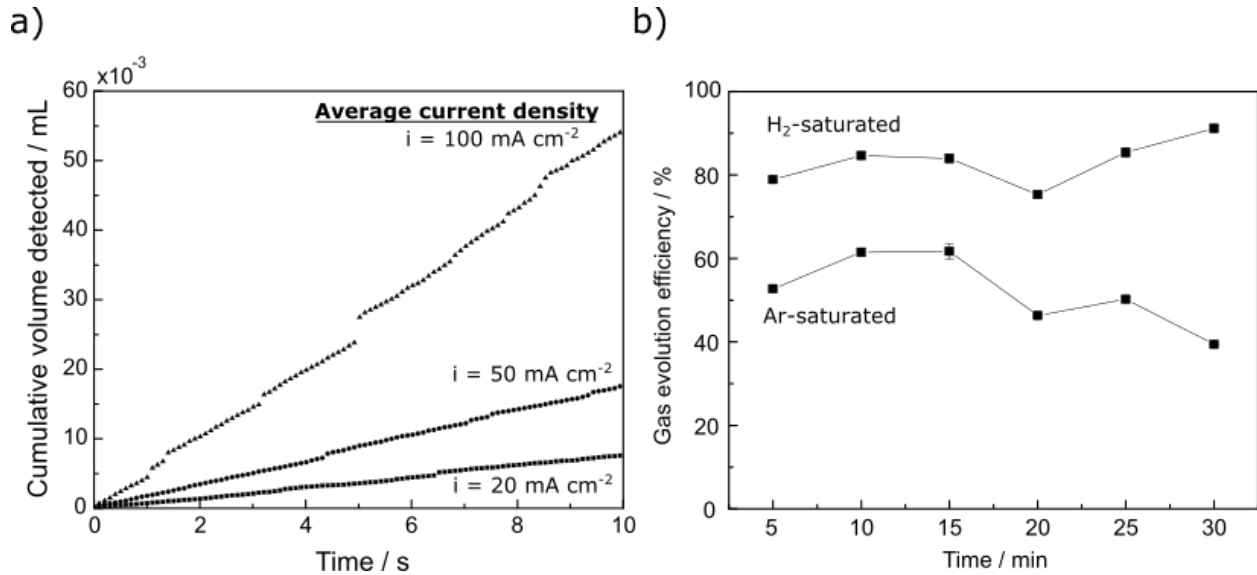 a)
x10-3
60
50
40
30
20
10
0
Cumulative volume detected / mL
Average current density
i = 100 mA cm-2
i = 50 mA cm-2
i = 20 mA cm-2
0 2 4 6 8 10
Time / s
b)
100
80
60
40
20
0
Gas evolution efficiency / %
H2-saturated
Ar-saturated
5 10 15 20 25 30
Time / min